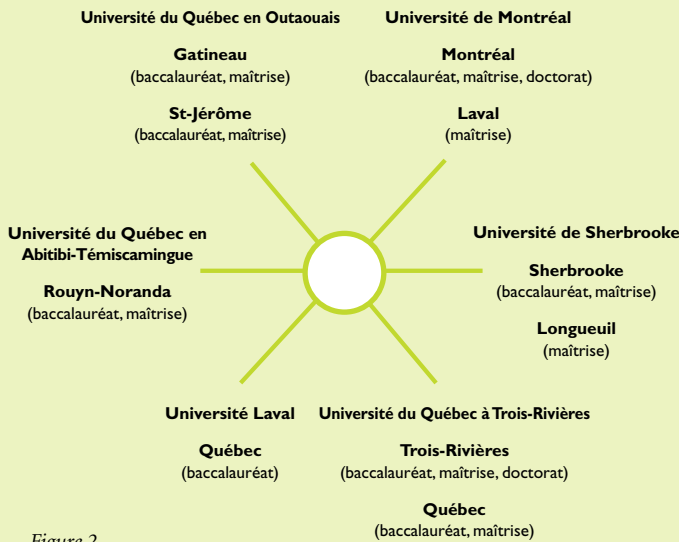 Université du Québec en Outaouais
Gatineau
(baccalauréat, maîtrise)
St-Jérôme
(baccalauréat, maîtrise)
Université de Montréal
Montréal
(baccalauréat, maîtrise, doctorat)
Laval
(maîtrise)
Université du Québec en
Abitibi-Témiscamingue
Rouyn-Noranda
(baccalauréat, maîtrise)
Université de Sherbrooke
Sherbrooke
(baccalauréat, maîtrise)
Longueuil
(maîtrise)
Université Laval
Québec
(baccalauréat)
Université du Québec à Trois-Rivières
Trois-Rivières
(baccalauréat, maîtrise, doctorat)
Québec
(baccalauréat, maîtrise)
Figure 2